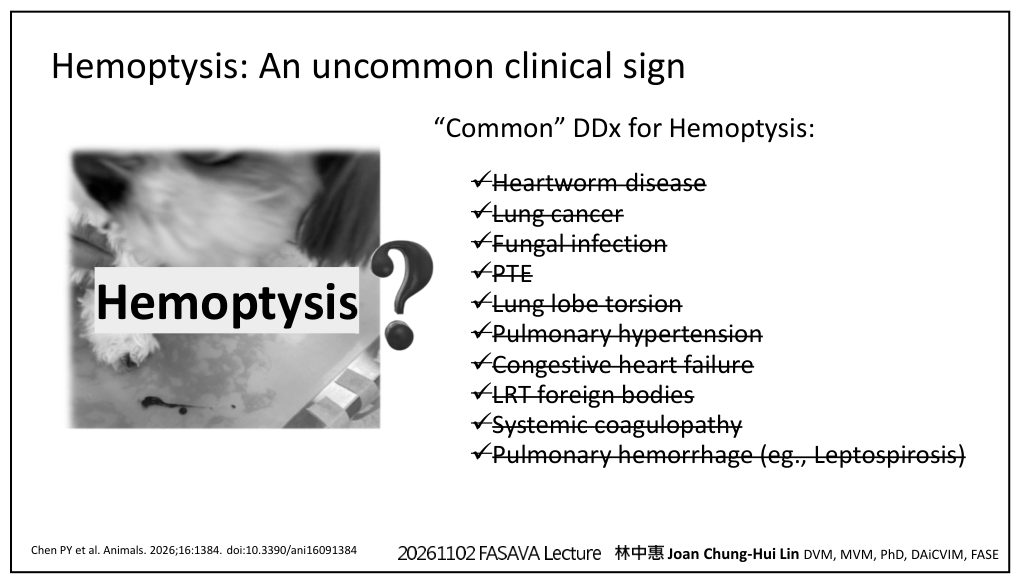 Hemoptysis: An uncommon clinical sign
“Common” DDx for Hemoptysis:
✓Heartworm disease
✓Lung cancer
✓Fungal infection
✓PTE
✓Lung lobe torsion
✓Pulmonary hypertension
✓Congestive heart failure
✓LRT foreign bodies
✓Systemic coagulopathy
✓Pulmonary hemorrhage (eg., Leptospirosis)
Hemoptysis?
Chen PY et al. Animals. 2026;16:1384. doi:10.3390/ani16091384
20261102 FASAVA Lecture 林中惠 Joan Chung-Hui Lin DVM, MVM, PhD, DAiCVIM, FASE